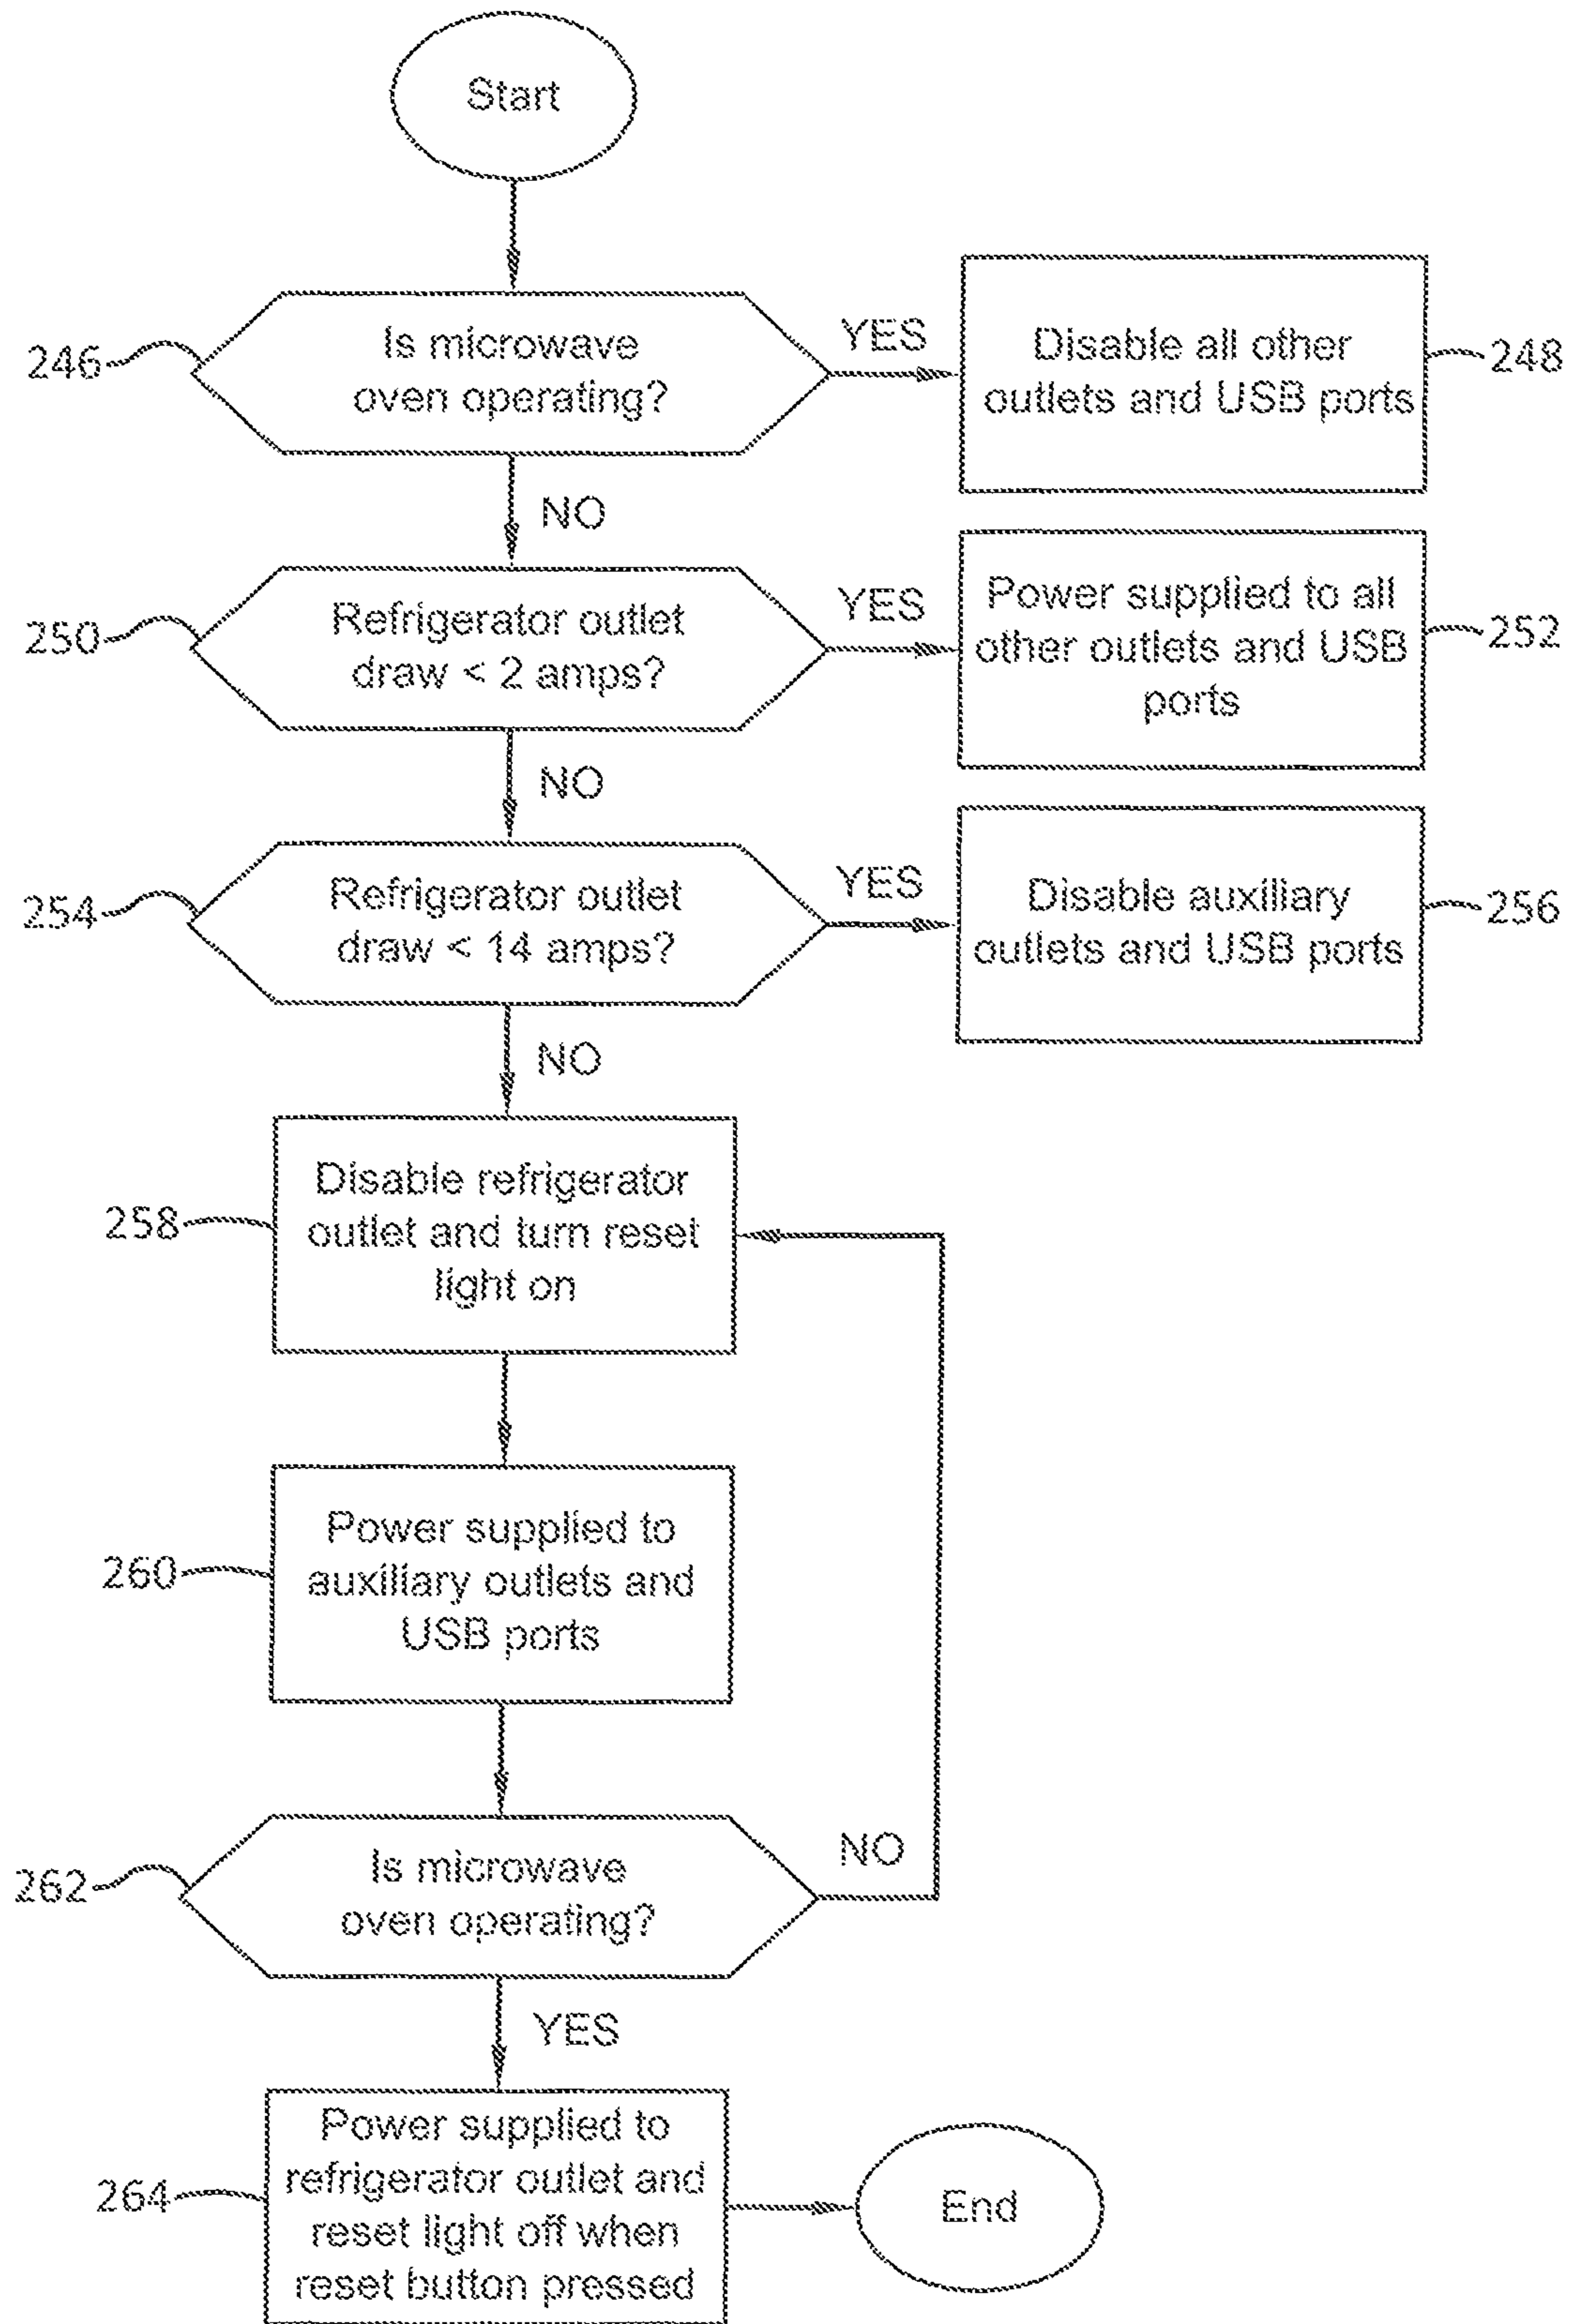 Start
246
Is microwave
oven operating?
YES
Disable all other
outlets and USB ports
248
NO
250
Refrigerator outlet
draw < 2 amps?
YES
Power supplied to all
other outlets and USB
ports
252
NO
254
Refrigerator outlet
draw < 14 amps?
YES
Disable auxiliary
outlets and USB ports
256
NO
258
Disable refrigerator
outlet and turn reset
light on
260
Power supplied to
auxiliary outlets and
USB ports
262
Is microwave
oven operating?
NO
YES
264
Power supplied to
refrigerator outlet and
reset light off when
reset button pressed
End